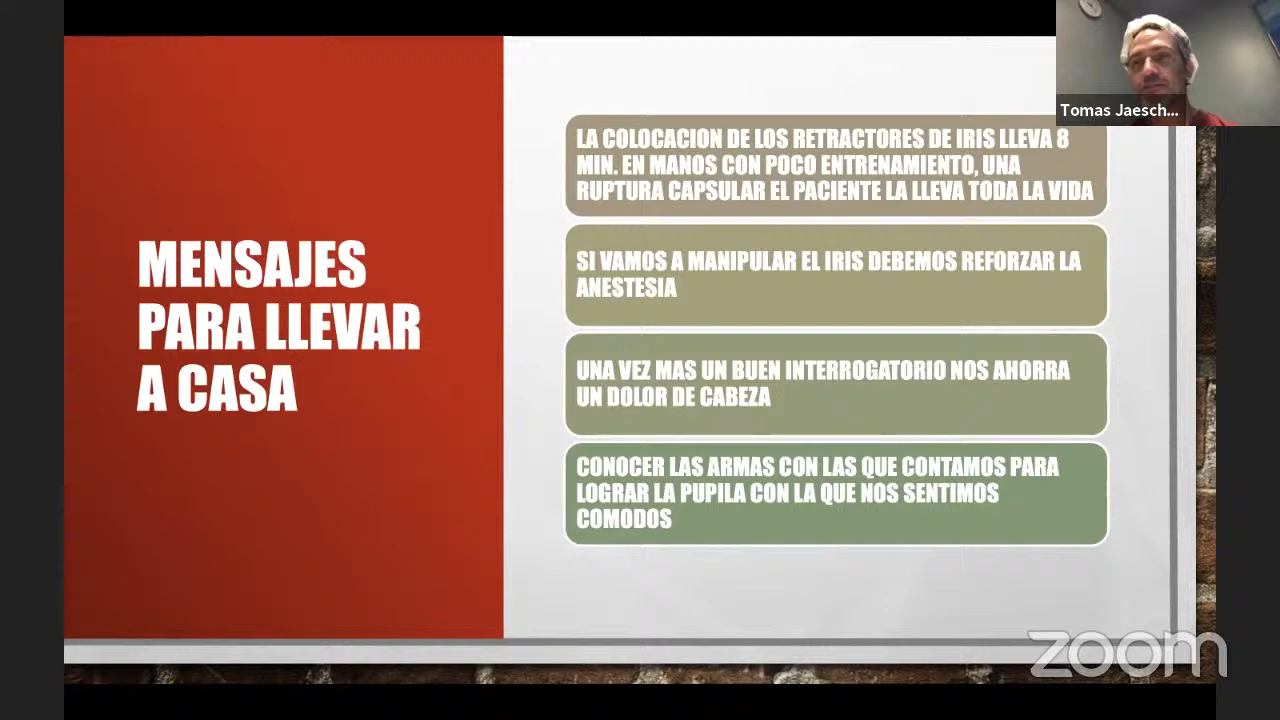 Tomas Jaesch...
LA COLOCACION DE LOS RETRACTORES DE IRIS LLEVA 8
MIN. EN MANOS CON POCO ENTRENAMIENTO, UNA
RUPTURA CAPSULAR EL PACIENTE LA LLEVA TODA LA VIDA
MENSAJES
PARA LLEVAR
A CASA
SI VAMOS A MANIPULAR EL IRIS DEBEMOS REFORZAR LA
ANESTESIA
UNA VEZ MAS UN BUEN INTERROGATORIO NOS AHORRA
UN DOLOR DE CABEZA
CONOCER LAS ARMAS CON LAS QUE CONTAMOS PARA
LOGRAR LA PUPILA CON LA QUE NOS SENTIMOS
COMODOS
zoom